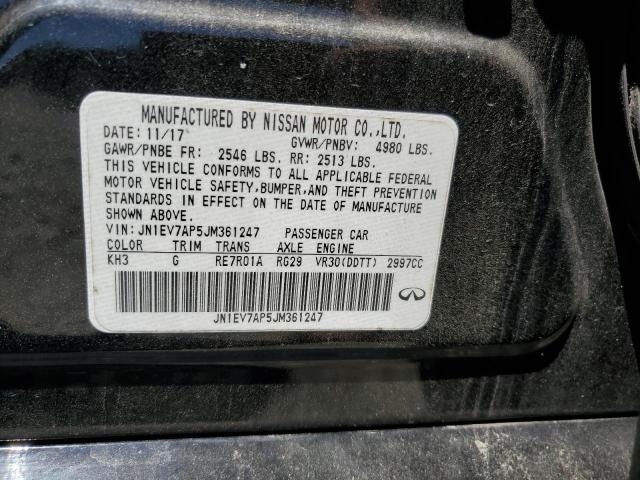 MANUFACTURED BY NISSAN MOTOR CO.,LTD.
DATE: 11/17 GVWR/PNBV: 4980 LBS.
GAWR/PNBE FR: 2546 LBS. RR: 2513 LBS.
THIS VEHICLE CONFORMS TO ALL APPLICABLE FEDERAL
MOTOR VEHICLE SAFETY,BUMPER,AND THEFT PREVENTION
STANDARDS IN EFFECT ON THE DATE OF MANUFACTURE
SHOWN ABOVE.
VIN:JN1EV7AP5JM361247 PASSENGER CAR
COLOR TRIM TRANS AXLE ENGINE
KH3 G RE7R01A RG29 VR30(DDTT) 2997CC
JN1EV7AP5JM361247